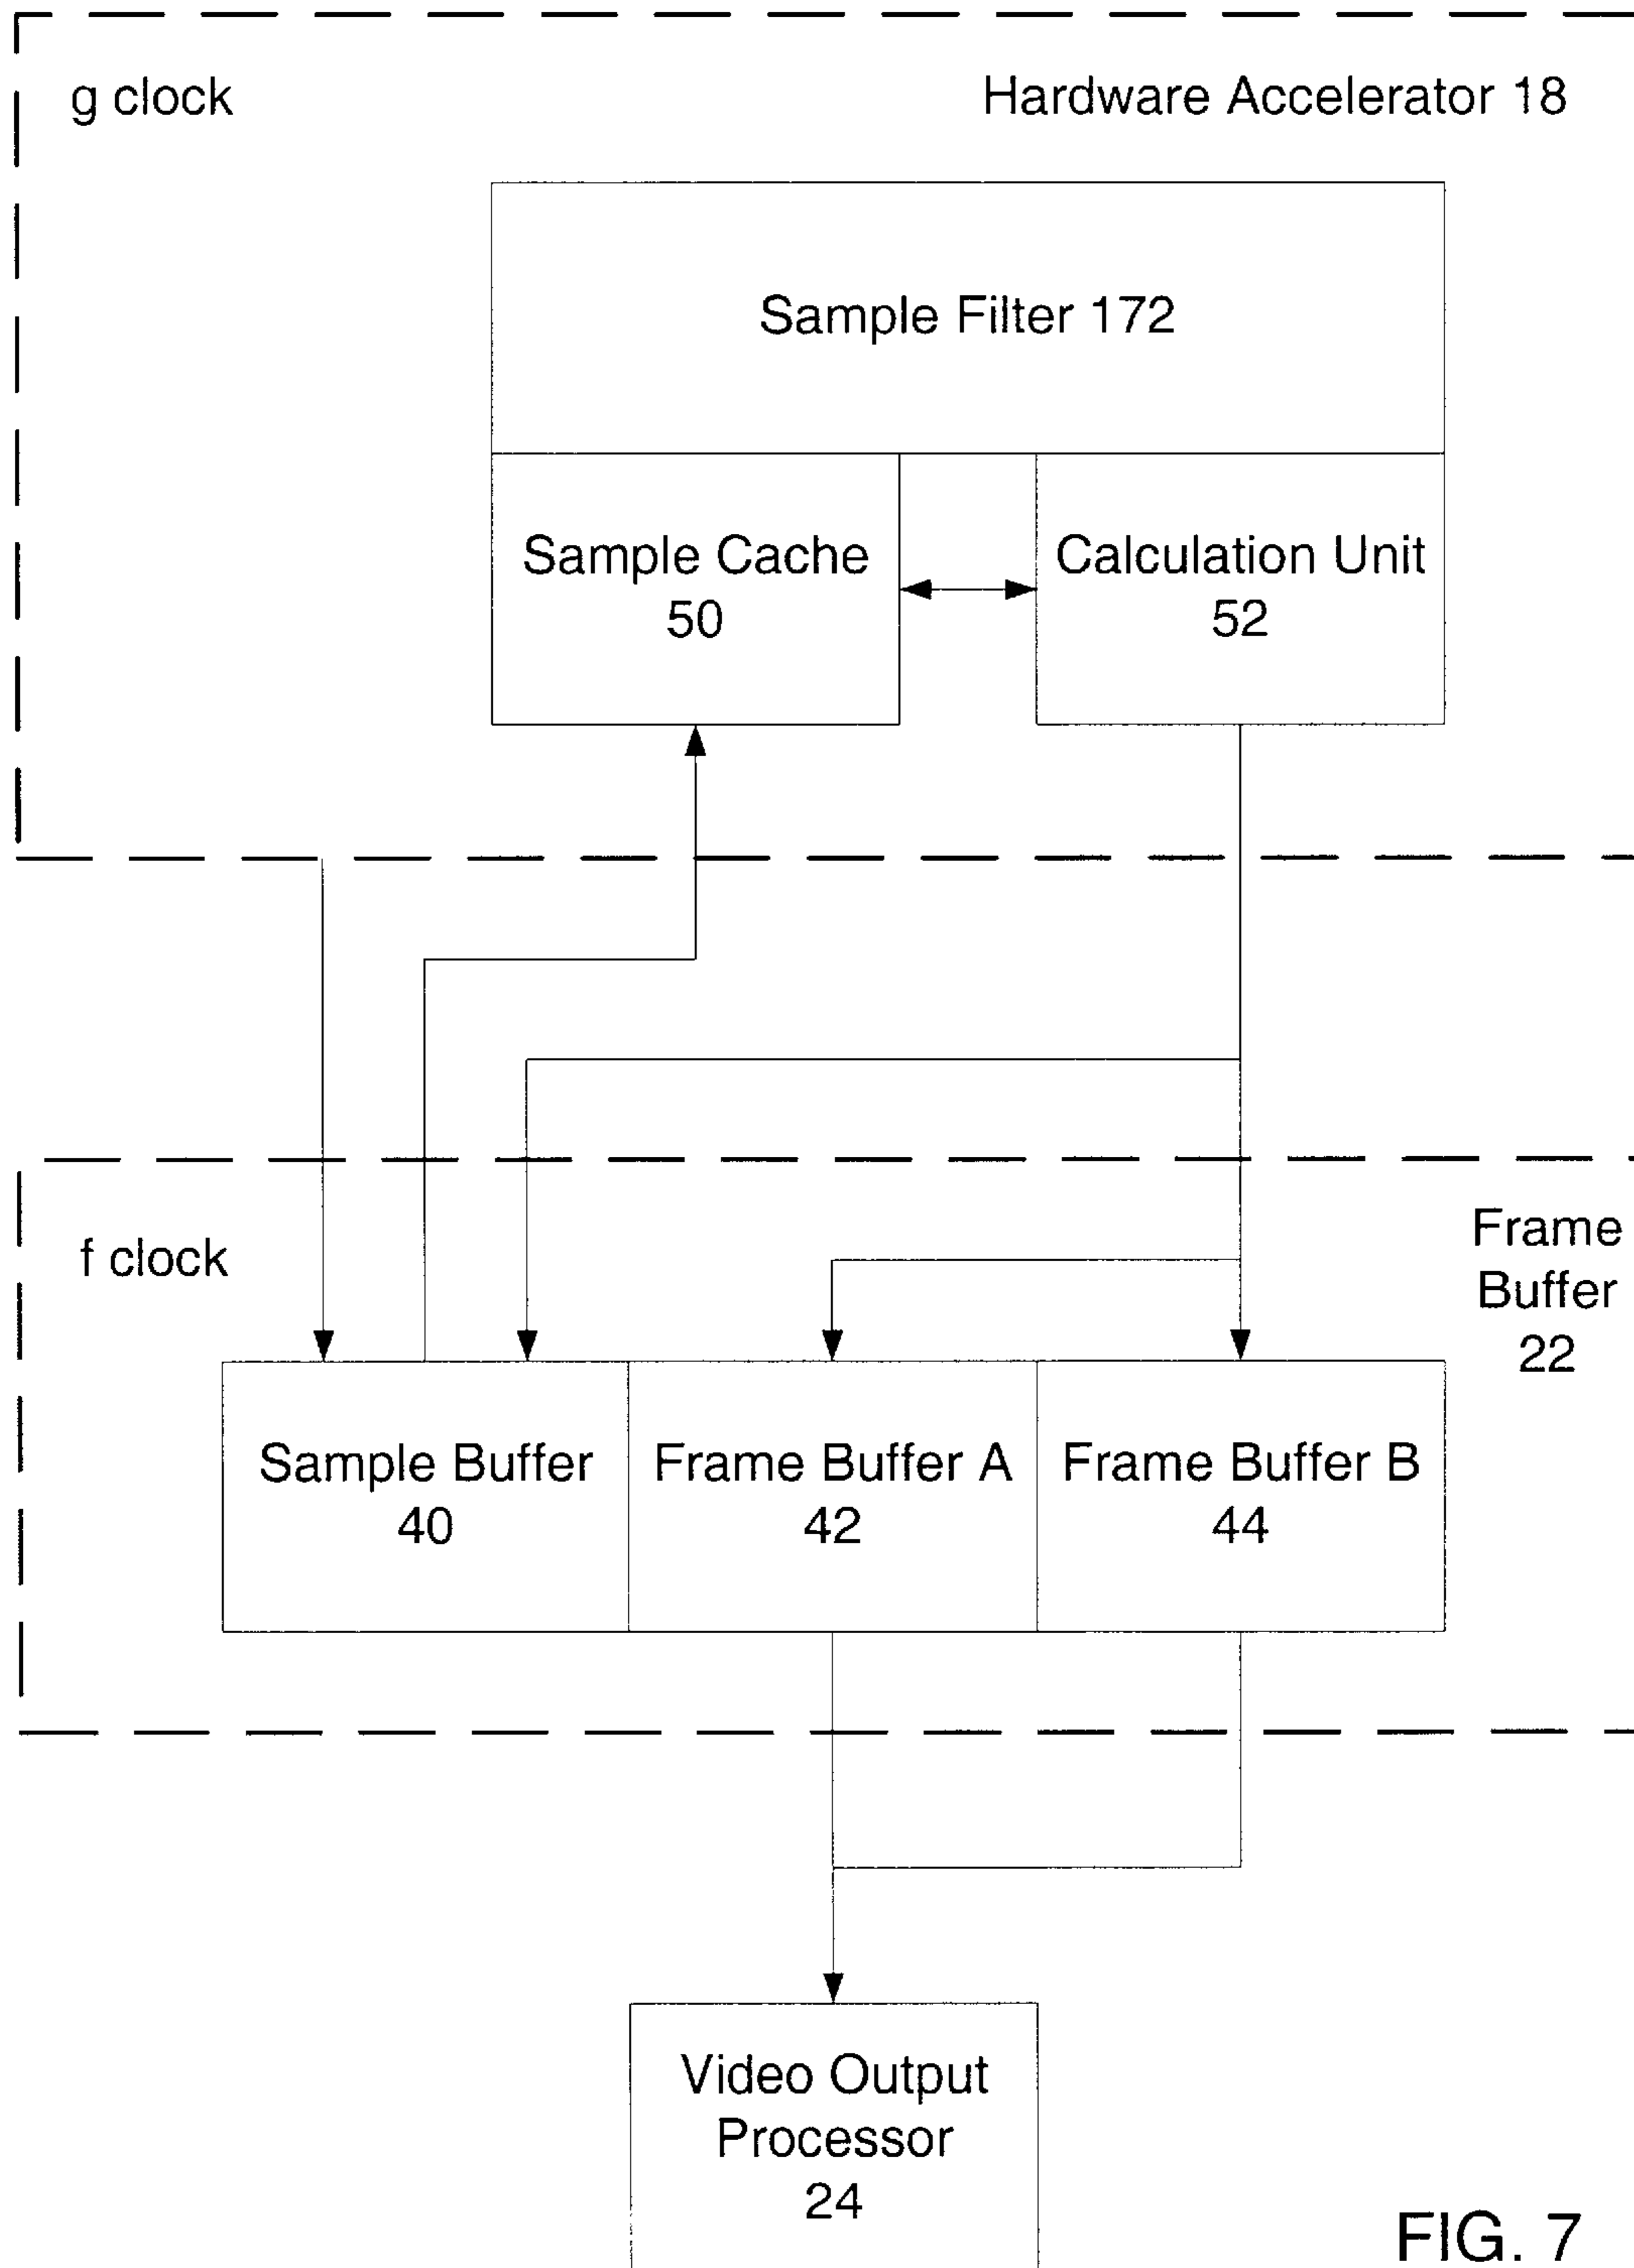 g clock
Hardware Accelerator 18
Sample Filter 172
Sample Cache
50
Calculation Unit
52
f clock
Frame
Buffer
22
Sample Buffer
40
Frame Buffer A
42
Frame Buffer B
44
Video Output
Processor
24
FIG. 7